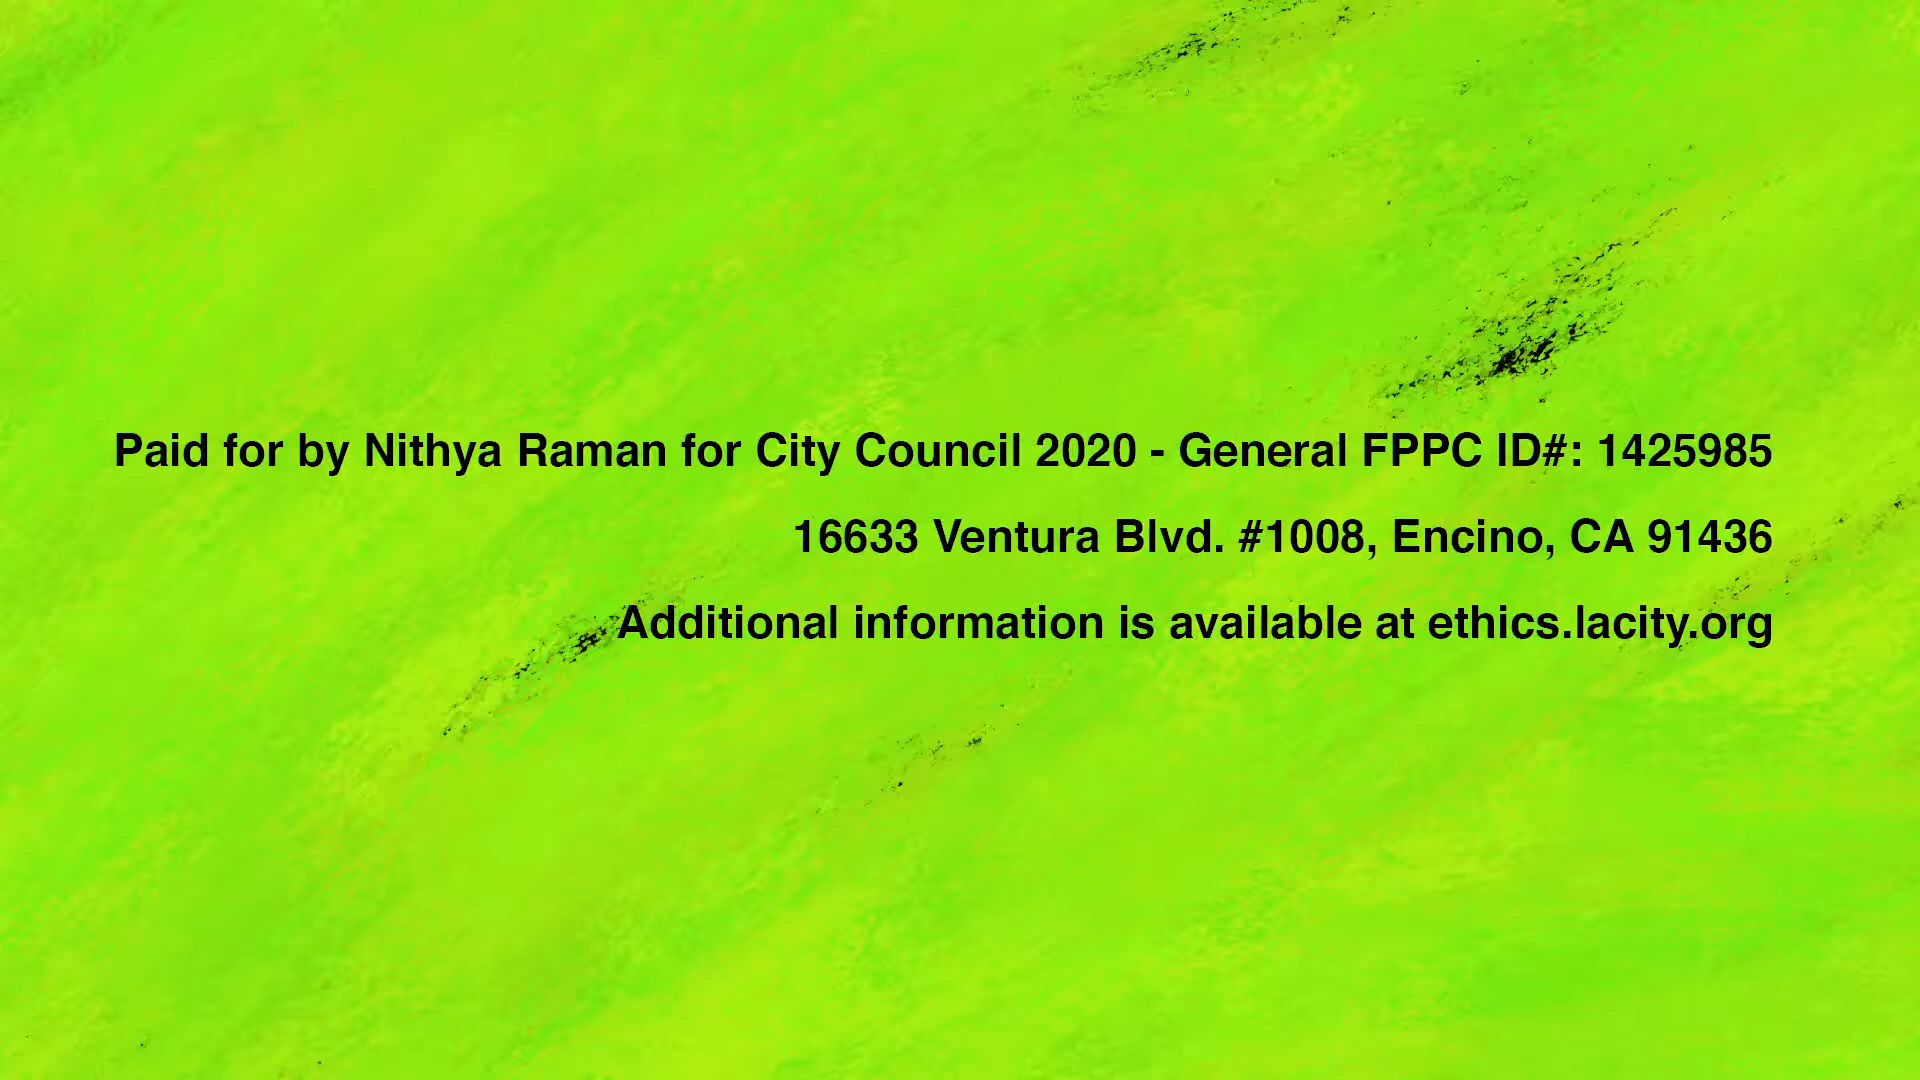 Paid for by Nithya Raman for City Council 2020 - General FPPC ID#: 1425985
16633 Ventura Blvd. #1008, Encino, CA 91436
Additional information is available at ethics.lacity.org